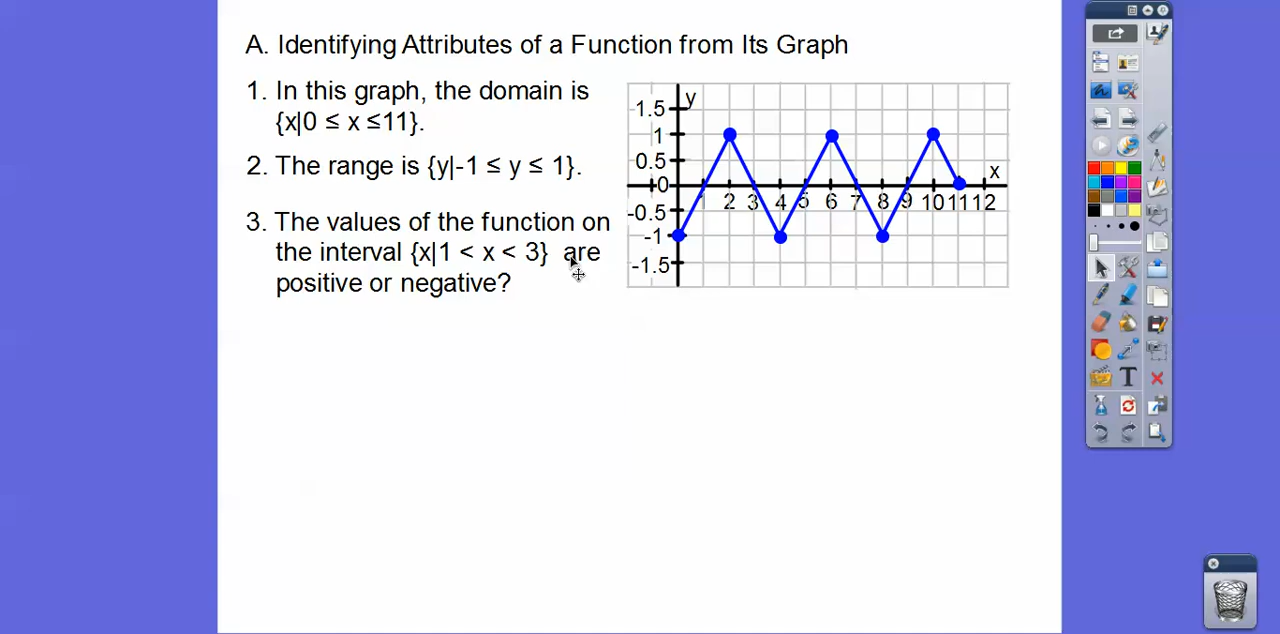 A. Identifying Attributes of a Function from Its Graph
1. In this graph, the domain is
{x|0 ≤ x ≤11}.
2. The range is {y|-1 ≤ y ≤ 1}.
3. The values of the function on
the interval {x|1 < x < 3} are
positive or negative?
y
1.5
1
0.5
0
-0.5
-1
-1.5
x
1 2 3 4 5 6 7 8 9 10 11 12
T